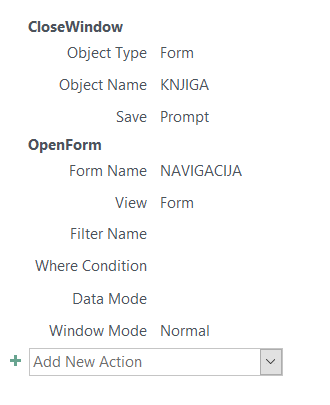 CloseWindow
Object Type Form
Object Name KNJIGA
Save Prompt
OpenForm
Form Name NAVIGACIJA
View Form
Filter Name
Where Condition
Data Mode
Window Mode Normal
Add New Action